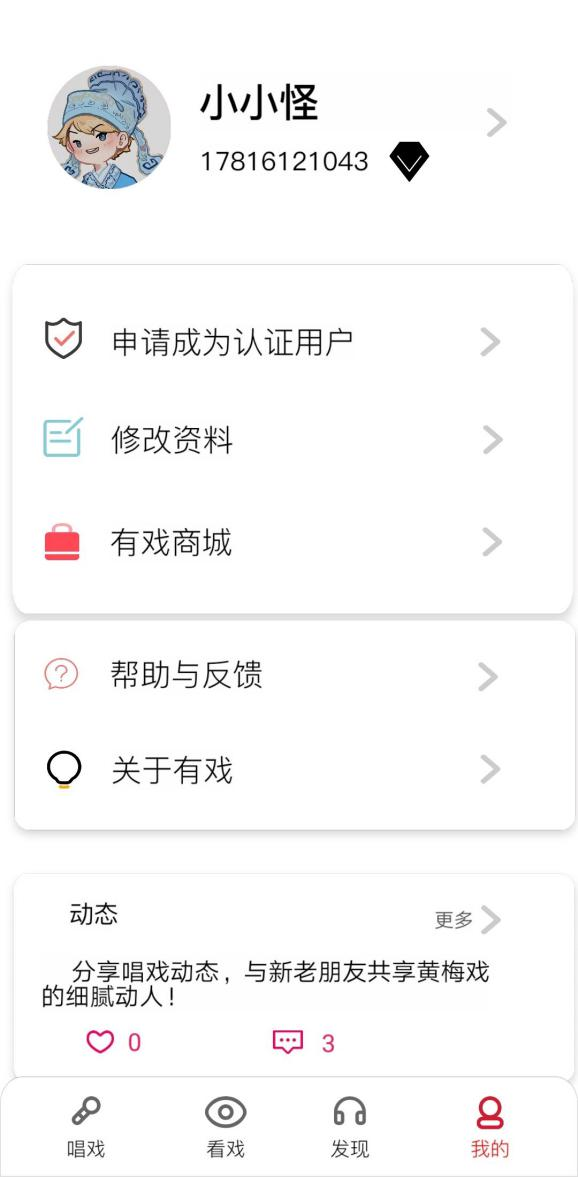 小小怪
17816121043
申请成为认证用户
修改资料
有戏商城
帮助与反馈
关于有戏
动态
更多
分享唱戏动态，与新老朋友共享黄梅戏
的细腻动人！
0
3
唱戏
看戏
发现
我的